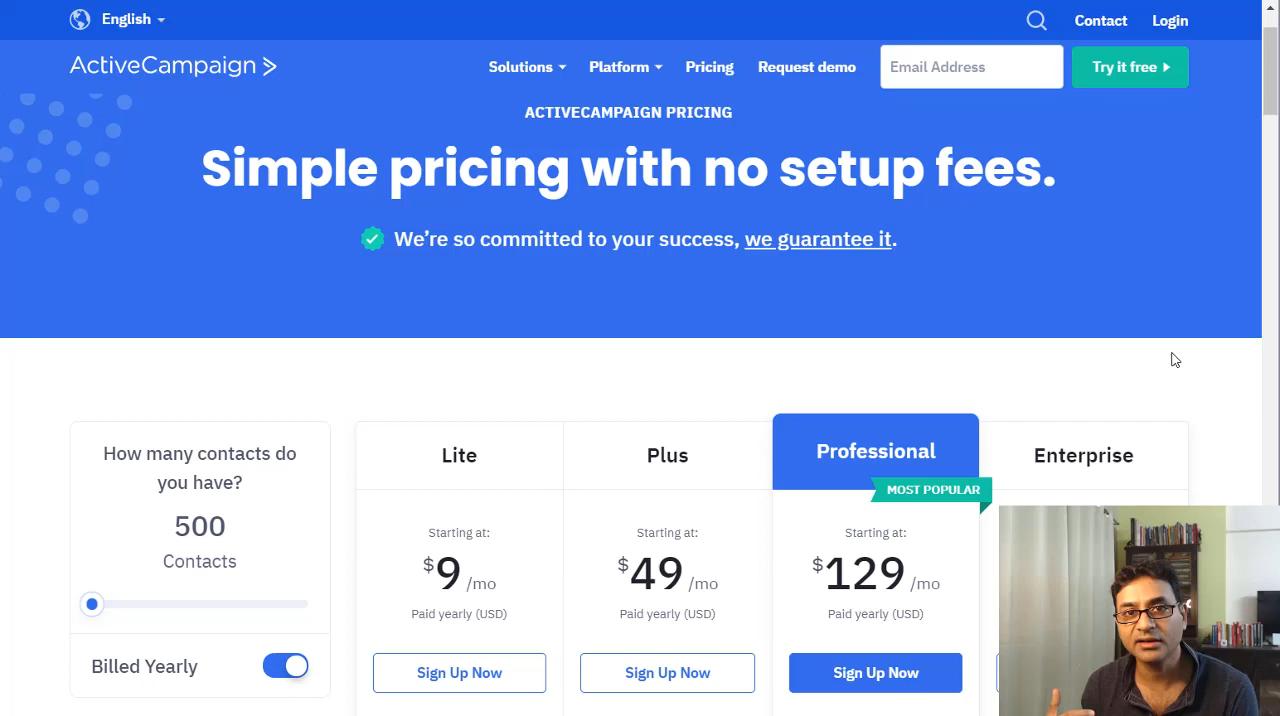 English
Contact
Login
ActiveCampaign >
Solutions
Platform
Pricing
Request demo
Email Address
Try it free
ACTIVECAMPAIGN PRICING
Simple pricing with no setup fees.
We’re so committed to your success, we guarantee it.
How many contacts do
you have?
500
Contacts
Billed Yearly
Lite
Starting at:
$9 /mo
Paid yearly (USD)
Sign Up Now
Plus
Starting at:
$49 /mo
Paid yearly (USD)
Sign Up Now
Professional
MOST POPULAR
Starting at:
$129 /mo
Paid yearly (USD)
Sign Up Now
Enterprise